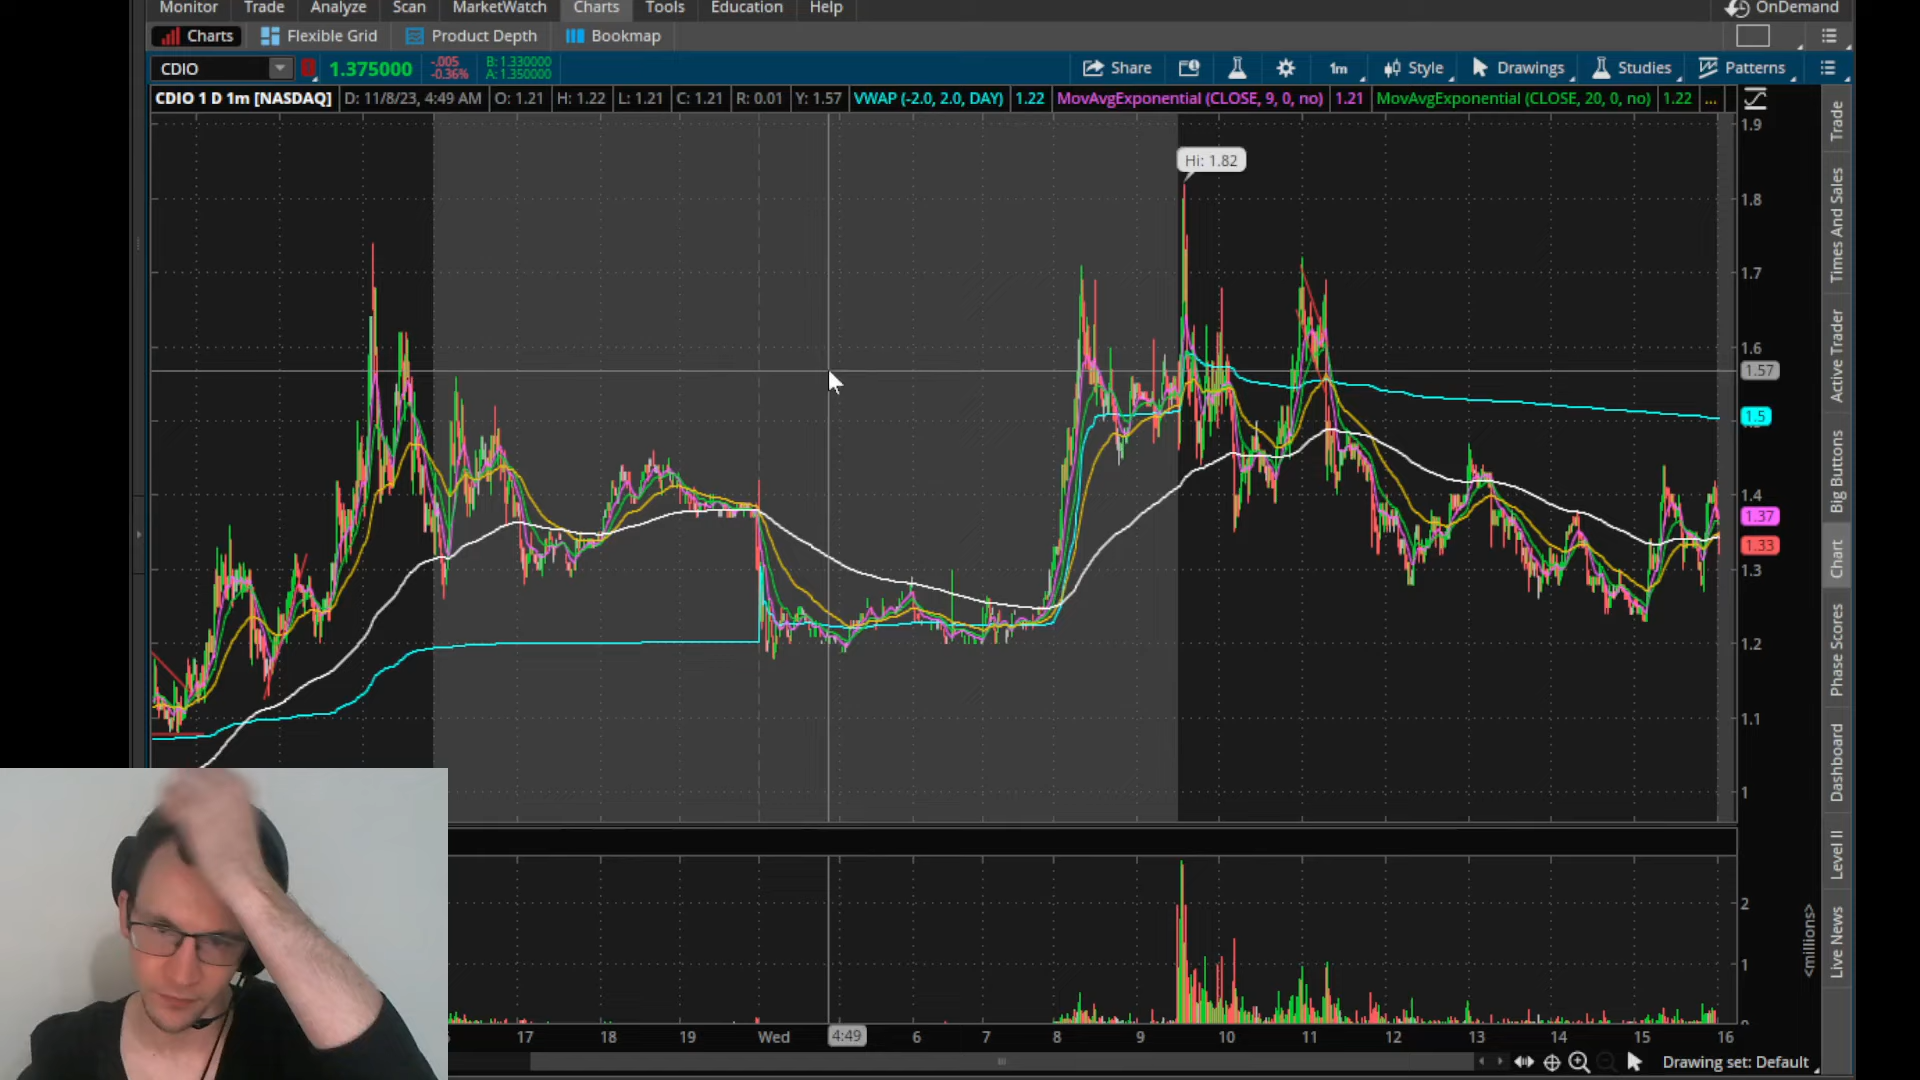 Monitor Trade Analyze Scan MarketWatch Charts Tools Education Help OnDemand
Charts Flexible Grid Product Depth Bookmap
CDIO 1.375000 -.005 B: 1.330000 Share 1m Style Drawings Studies Patterns
-0.36% A: 1.350000
CDIO 1 D 1m [NASDAQ] D: 11/8/23, 4:49 AM O: 1.21 H: 1.22 L: 1.21 C: 1.21 R: 0.01 Y: 1.57 VWAP (-2.0, 2.0, DAY) 1.22 MovAvgExponential (CLOSE, 9, 0, no) 1.21 MovAvgExponential (CLOSE, 20, 0, no) 1.22 ...
1.9
Hi: 1.82
1.8
1.7
1.6
1.57
1.5
1.4
1.37
1.33
1.3
1.2
1.1
1
Trade
Times And Sales
Active Trader
Big Buttons
Chart
Phase Scores
Dashboard
Level II
Live News
2
1
<millions>
17 18 19 Wed 4:49 6 7 8 9 10 11 12 13 14 15 16
Drawing set: Default